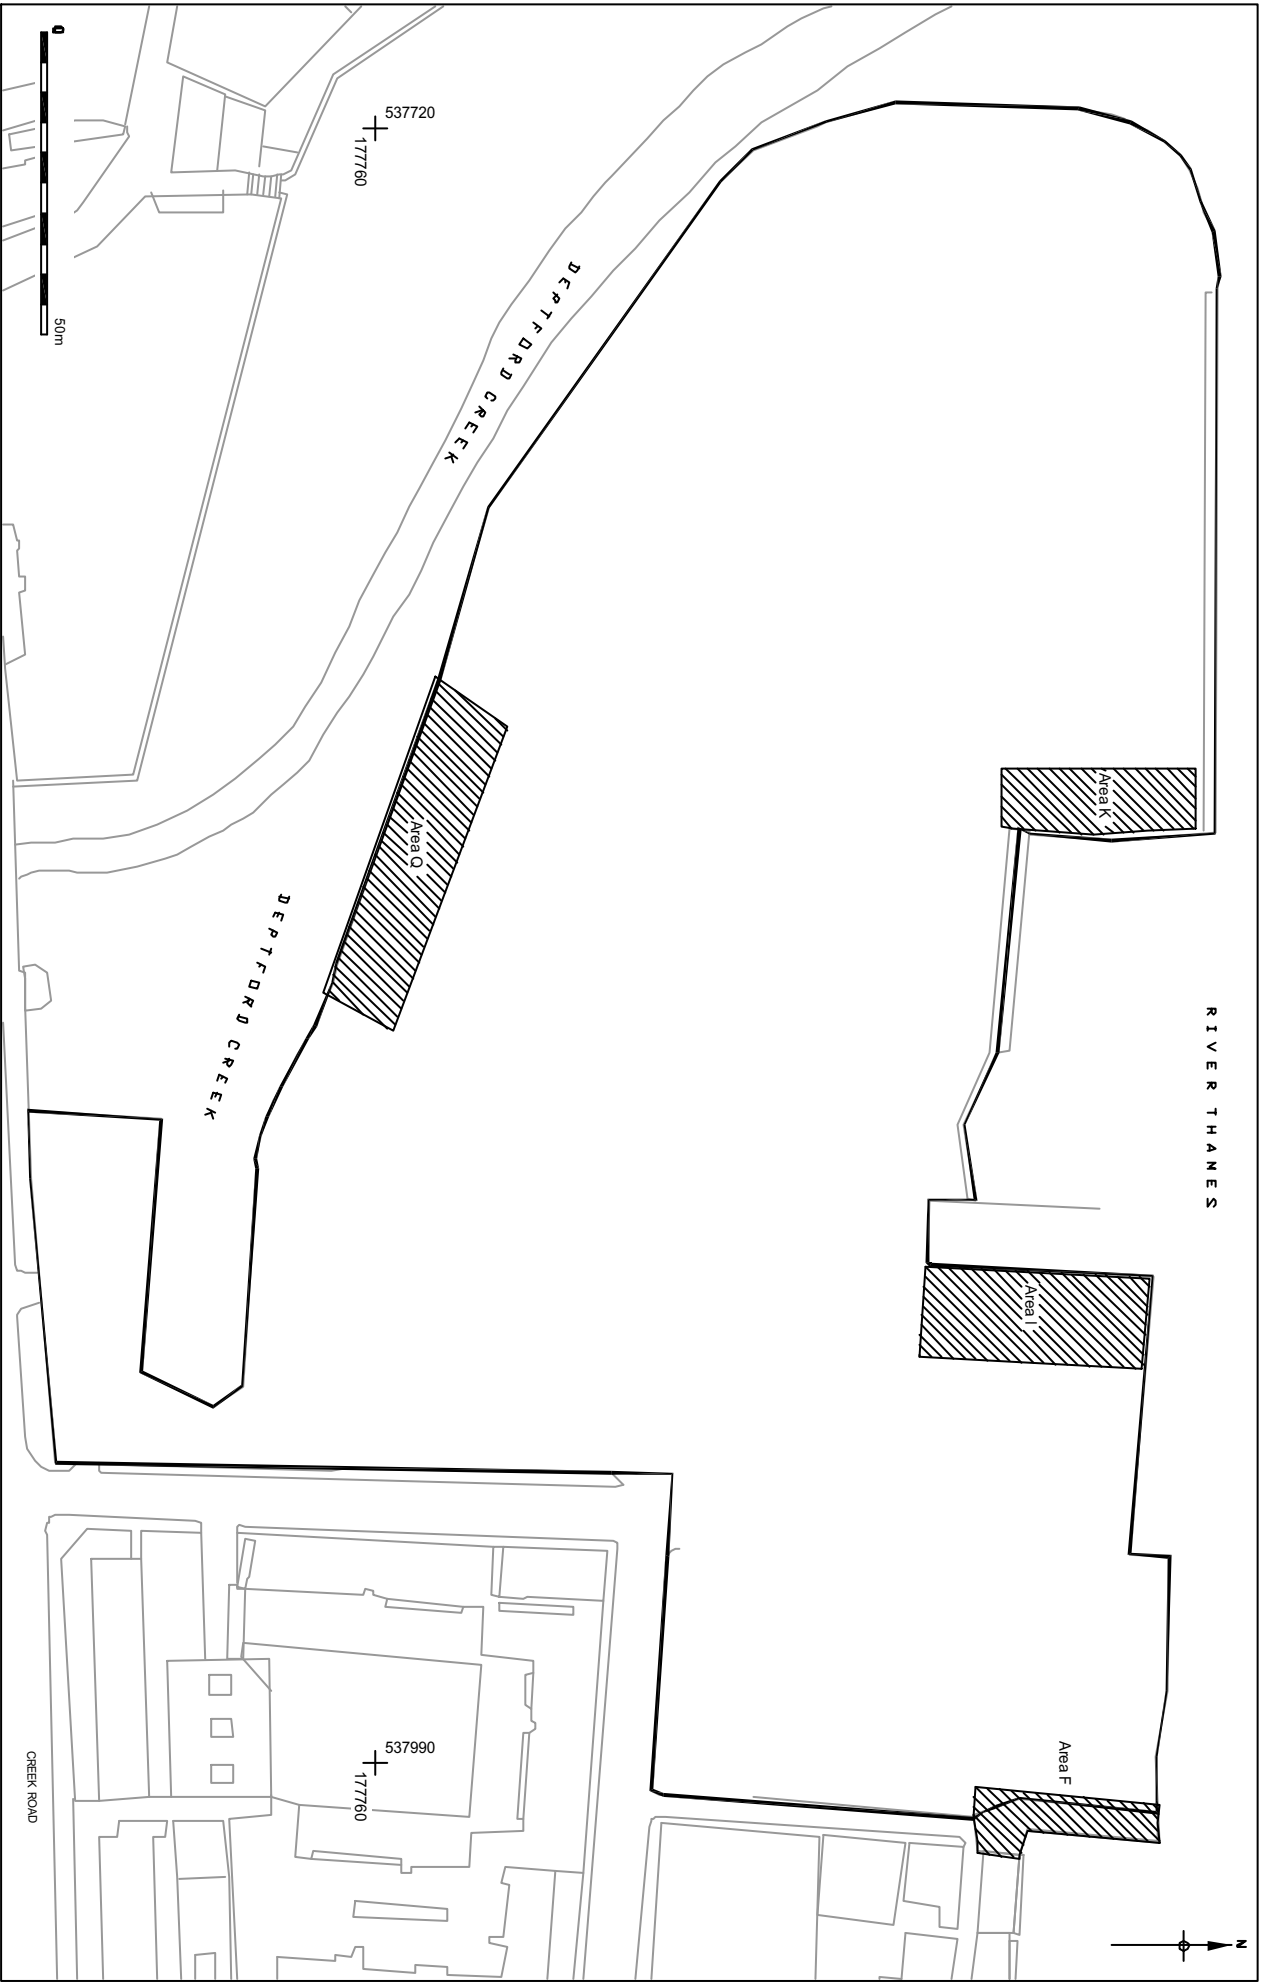 N
RIVER THAMES
Area K
Area F
Area I
DEPTFORD CREEK
Area Q
537720
177760
537990
177760
DEPTFORD CREEK
0
50m
CREEK ROAD